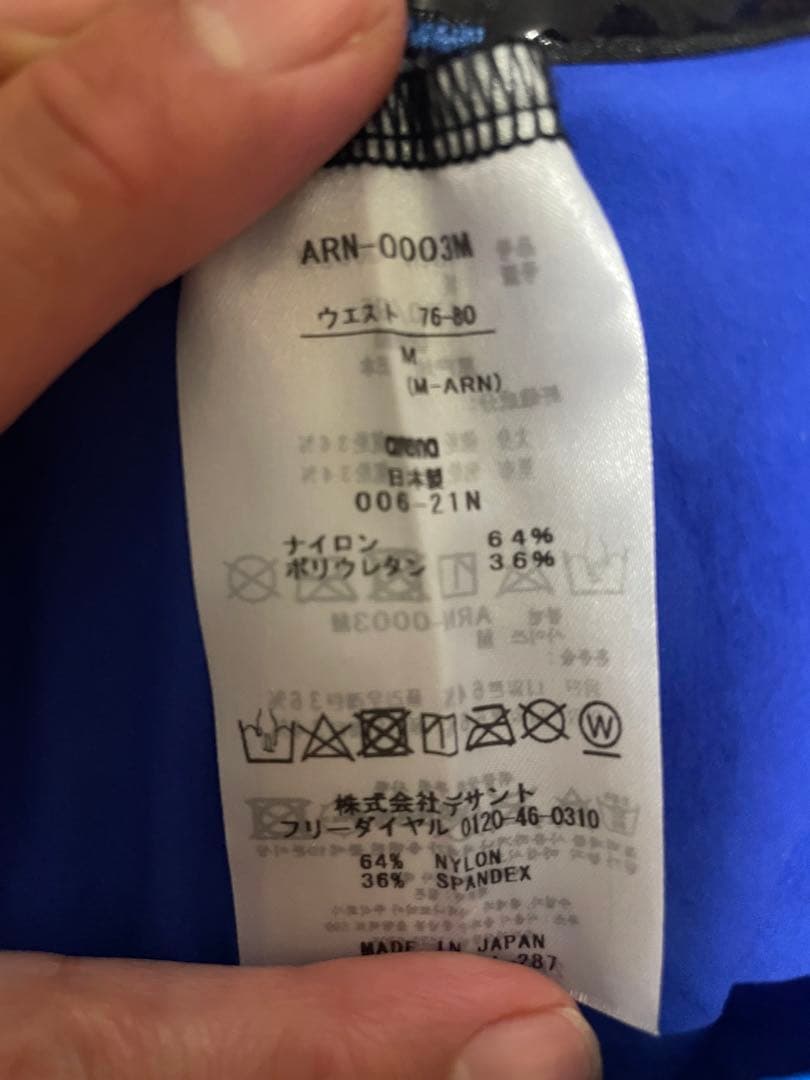 ARN-0003M
ウエスト 76-80
M
(M-ARN)
arena
日本製
006-21N
ナイロン 64%
ポリウレタン 36%
W
株式会社デサント
フリーダイヤル 0120-46-0310
64% NYLON
36% SPANDEX
MADE IN JAPAN
287